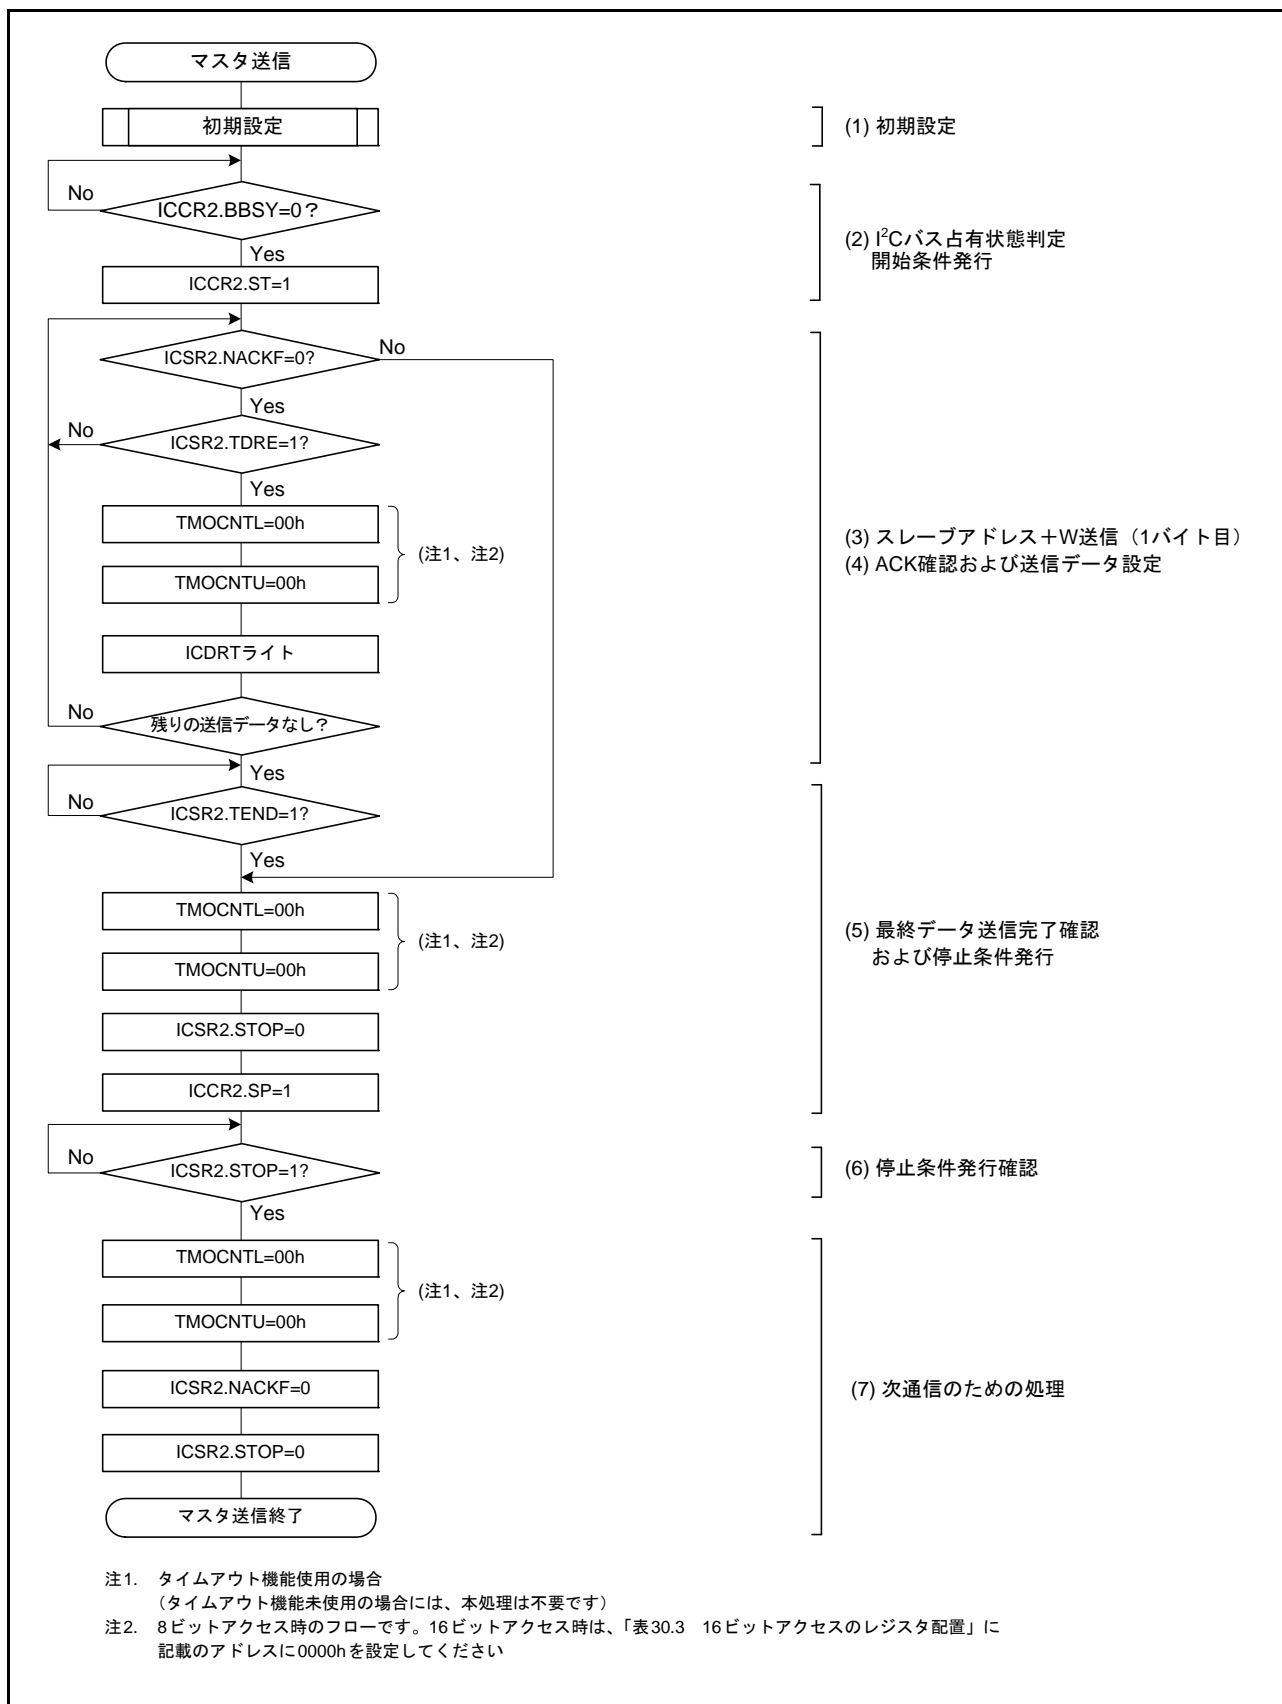 マスタ送信
初期設定
(1) 初期設定
No
ICCR2.BBSY=0？
Yes
ICCR2.ST=1
(2) I²Cバス占有状態判定
開始条件発行
ICSR2.NACKF=0?
No
Yes
No
ICSR2.TDRE=1?
Yes
TMOCNTL=00h
TMOCNTU=00h
(注1、注2)
ICDRTライト
No
残りの送信データなし？
Yes
(3) スレーブアドレス＋W送信（1バイト目）
(4) ACK確認および送信データ設定
No
ICSR2.TEND=1?
Yes
TMOCNTL=00h
TMOCNTU=00h
(注1、注2)
ICSR2.STOP=0
ICCR2.SP=1
(5) 最終データ送信完了確認
および停止条件発行
No
ICSR2.STOP=1?
Yes
(6) 停止条件発行確認
TMOCNTL=00h
TMOCNTU=00h
(注1、注2)
ICSR2.NACKF=0
ICSR2.STOP=0
(7) 次通信のための処理
マスタ送信終了
注1. タイムアウト機能使用の場合
（タイムアウト機能未使用の場合には、本処理は不要です）
注2. 8ビットアクセス時のフローです。16ビットアクセス時は、「表30.3 16ビットアクセスのレジスタ配置」に
記載のアドレスに0000hを設定してください